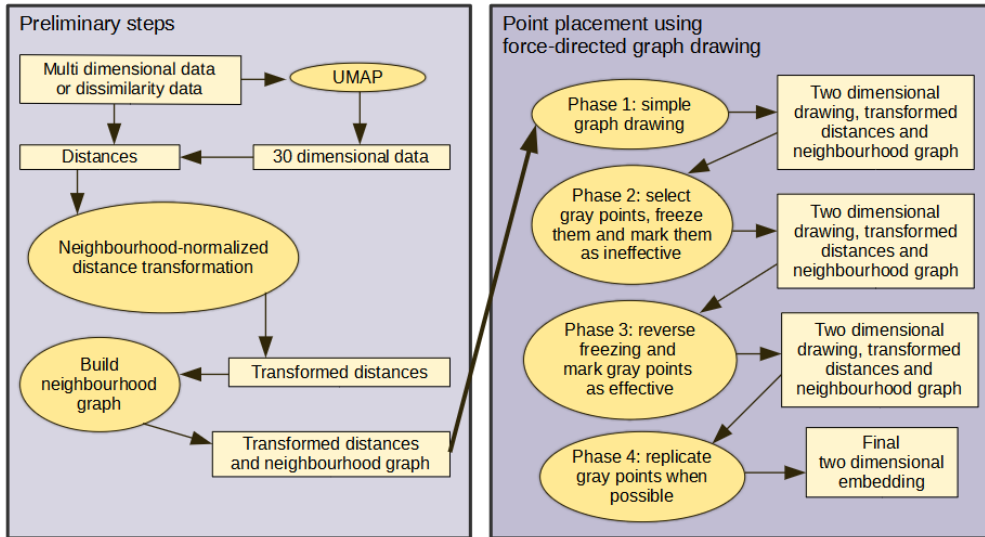 Preliminary steps
Multi dimensional data
or dissimilarity data
UMAP
Distances
30 dimensional data
Neighbourhood-normalized
distance transformation
Build
neighbourhood
graph
Transformed distances
Transformed distances
and neighbourhood graph
Point placement using
force-directed graph drawing
Phase 1: simple
graph drawing
Two dimensional
drawing, transformed
distances and
neighbourhood graph
Phase 2: select
gray points, freeze
them and mark them
as ineffective
Two dimensional
drawing, transformed
distances and
neighbourhood graph
Phase 3: reverse
freezing and
mark gray points
as effective
Two dimensional
drawing, transformed
distances and
neighbourhood graph
Phase 4: replicate
gray points when
possible
Final
two dimensional
embedding